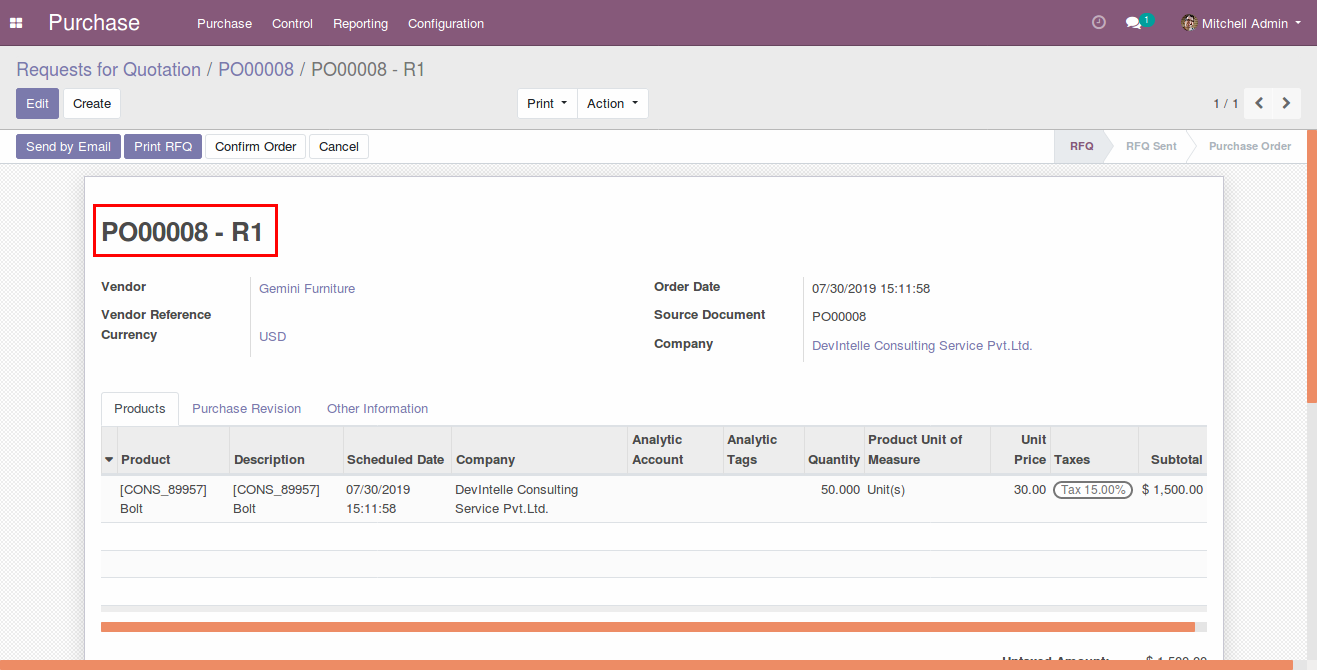 Purchase Purchase Control Reporting Configuration 1 Mitchell Admin
Requests for Quotation / PO00008 / PO00008 - R1
Edit Create Print Action 1 / 1
Send by Email Print RFQ Confirm Order Cancel RFQ RFQ Sent Purchase Order
PO00008 - R1
Vendor Gemini Furniture Order Date 07/30/2019 15:11:58
Vendor Reference Source Document PO00008
Currency USD Company DevIntelle Consulting Service Pvt.Ltd.
Products Purchase Revision Other Information
Analytic Analytic Product Unit of Unit
Product Description Scheduled Date Company Account Tags Quantity Measure Price Taxes Subtotal
[CONS_89957] [CONS_89957] 07/30/2019 DevIntelle Consulting 50.000 Unit(s) 30.00 Tax 15.00% $ 1,500.00
Bolt Bolt 15:11:58 Service Pvt.Ltd.
Untaxed Amount: $ 1,500.00